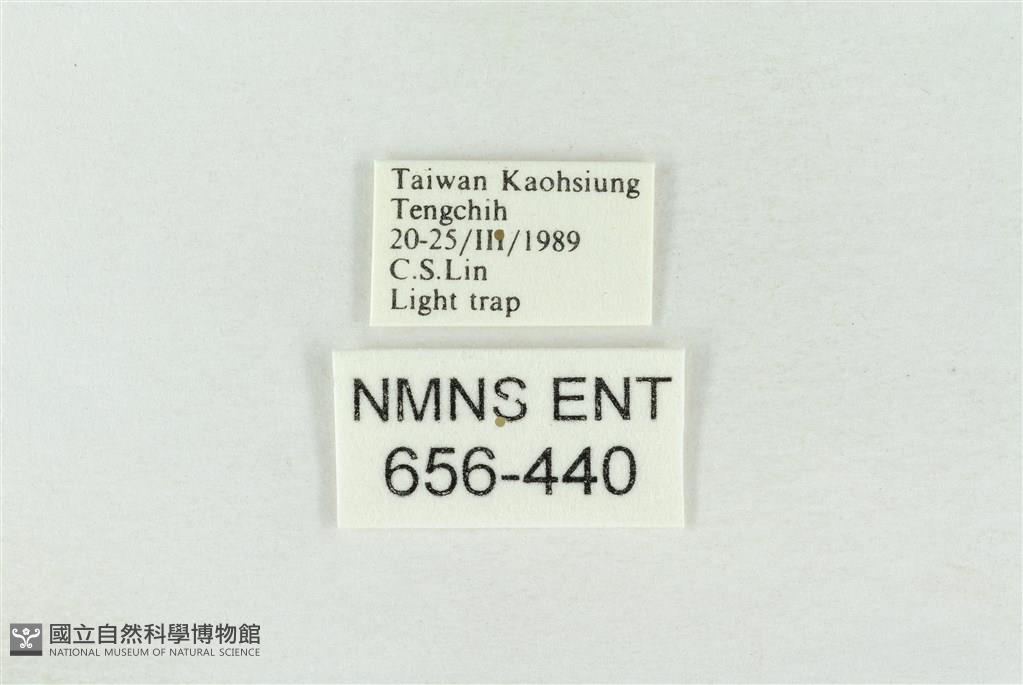 Taiwan Kaohsiung
Tengchih
20-25/III/1989
C.S.Lin
Light trap
NMNS ENT
656-440
國立自然科學博物館
NATIONAL MUSEUM OF NATURAL SCIENCE